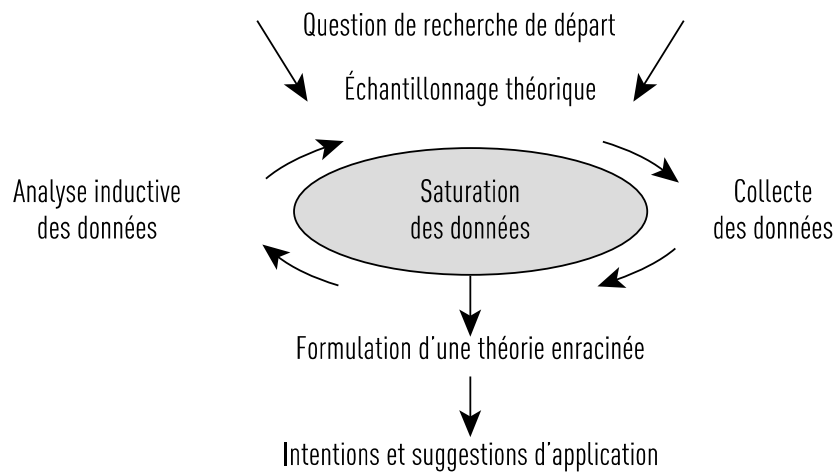 Question de recherche de départ
Échantillonnage théorique
Analyse inductive
des données
Saturation
des données
Collecte
des données
Formulation d'une théorie enracinée
Intentions et suggestions d'application